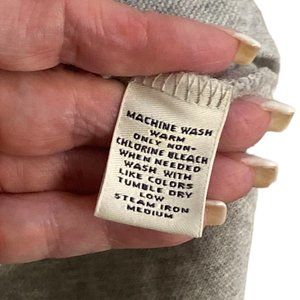 MACHINE WASH
WARM
ONLY NON-
CHLORINE BLEACH
WHEN NEEDED
WASH WITH
LIKE COLORS
TUMBLE DRY
LOW
STEAM IRON
MEDIUM